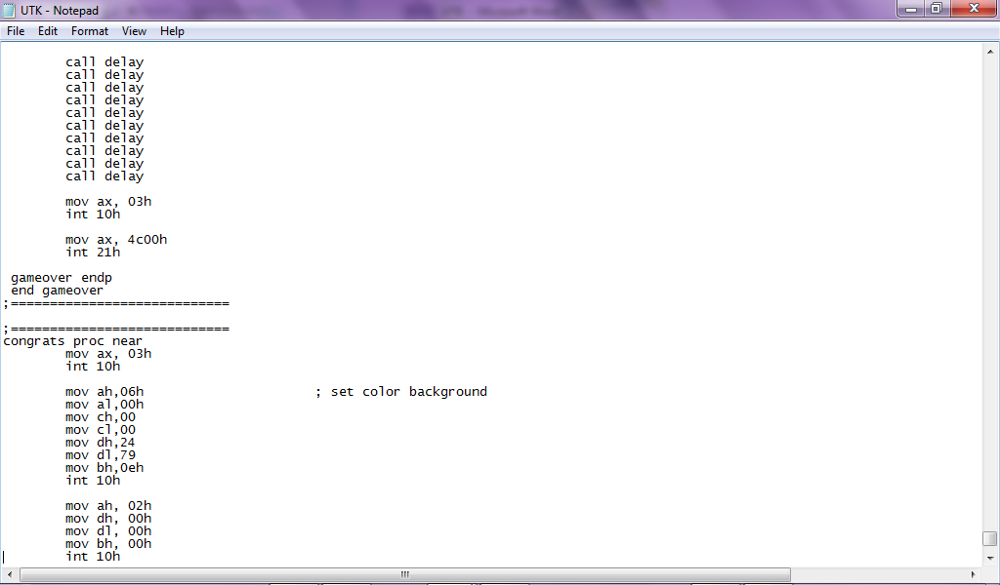 UTK - Notepad
File Edit Format View Help
call delay
call delay
call delay
call delay
call delay
call delay
call delay
call delay
call delay
call delay
mov ax, 03h
int 10h
mov ax, 4c00h
int 21h
gameover endp
end gameover
;============================
;============================
congrats proc near
mov ax, 03h
int 10h
mov ah,06h ; set color background
mov al,00h
mov ch,00
mov cl,00
mov dh,24
mov dl,79
mov bh,0eh
int 10h
mov ah, 02h
mov dh, 00h
mov dl, 00h
mov bh, 00h
int 10h